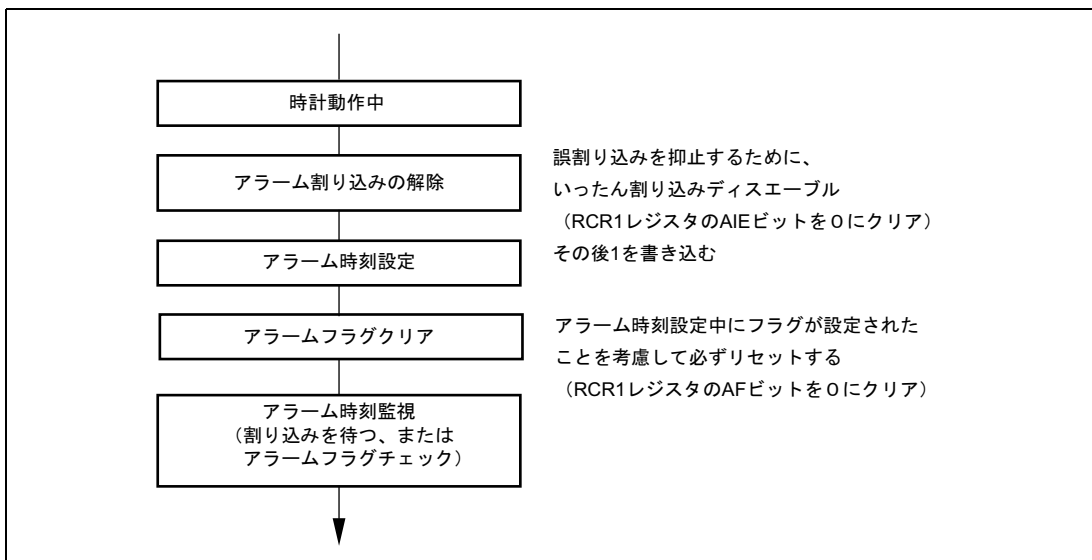 時計動作中
アラーム割り込みの解除
誤割り込みを抑止するために、
いったん割り込みディスエーブル
（RCR1レジスタのAIEビットを０にクリア）
その後1を書き込む
アラーム時刻設定
アラームフラグクリア
アラーム時刻設定中にフラグが設定された
ことを考慮して必ずリセットする
（RCR1レジスタのAFビットを０にクリア）
アラーム時刻監視
（割り込みを待つ、または
アラームフラグチェック）